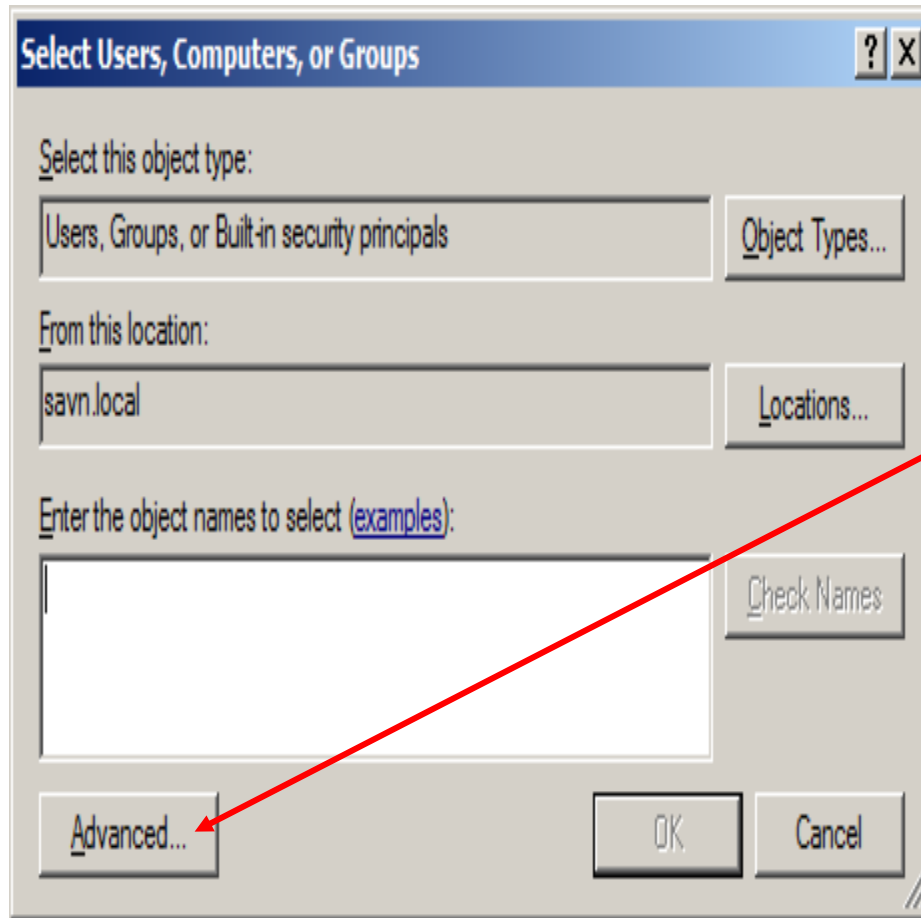 Select Users, Computers, or Groups
Select this object type:
Users, Groups, or Built-in security principals
Object Types...
From this location:
savn.local
Locations...
Enter the object names to select (examples):
Check Names
Advanced...
OK
Cancel